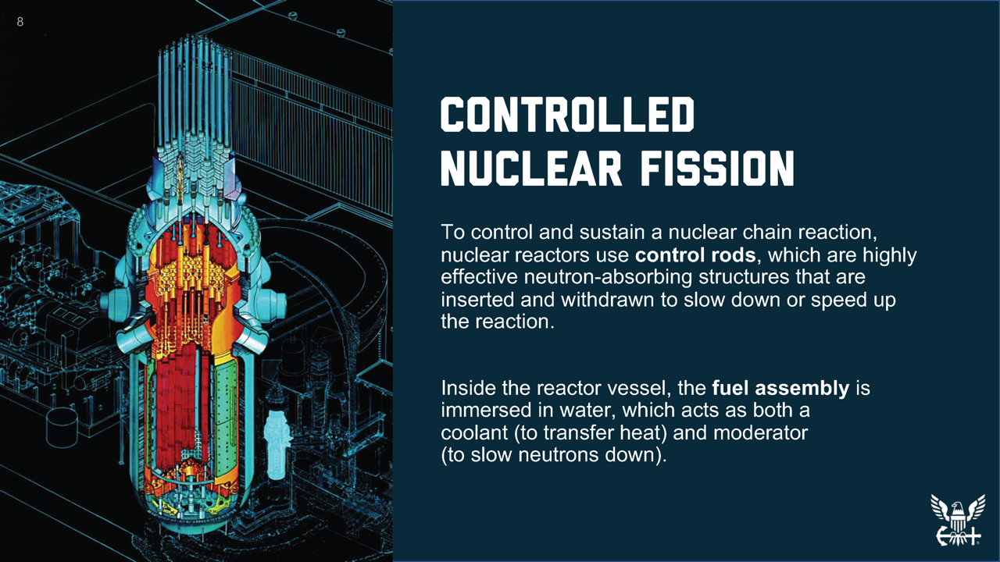 8
CONTROLLED
NUCLEAR FISSION
To control and sustain a nuclear chain reaction,
nuclear reactors use control rods, which are highly
effective neutron-absorbing structures that are
inserted and withdrawn to slow down or speed up
the reaction.
Inside the reactor vessel, the fuel assembly is
immersed in water, which acts as both a
coolant (to transfer heat) and moderator
(to slow neutrons down).